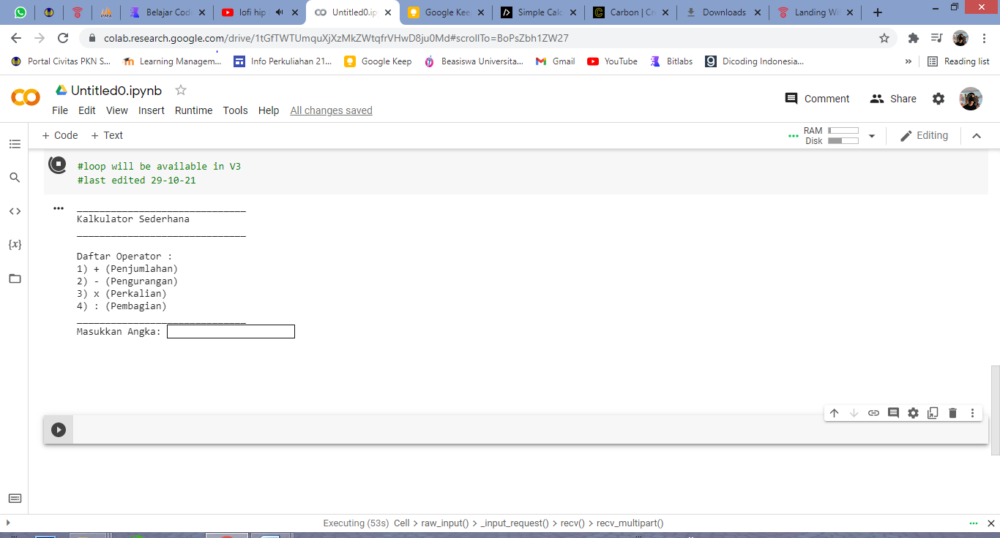 Belajar Codi
lofi hip
Untitled0.ip
Google Kee
Simple Calc
Carbon | Cr
Downloads
Landing Wi
colab.research.google.com/drive/1tGfTWTUmquXjXzMkZWtqfrVHwD8ju0Md#scrollTo=BoPsZbh1ZW27
Portal Civitas PKN S... Learning Managem... Info Perkuliahan 21... Google Keep Beasiswa Universita... Gmail YouTube Bitlabs Dicoding Indonesia... » Reading list
Untitled0.ipynb
Comment Share
File Edit View Insert Runtime Tools Help All changes saved
+ Code + Text
RAM
Disk
Editing
#loop will be available in V3
#last edited 29-10-21
______________________________
Kalkulator Sederhana
______________________________
Daftar Operator :
1) + (Penjumlahan)
2) - (Pengurangan)
3) x (Perkalian)
4) : (Pembagian)
______________________________
Masukkan Angka:
{x}
Executing (53s) Cell > raw_input() > _input_request() > recv() > recv_multipart()